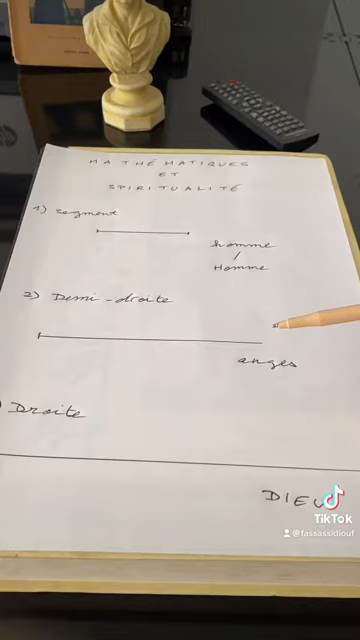 MATHÉMATIQUES
ET
SPIRITUALITÉ
1) Segment
homme
/
Homme
2) Demi-droite
anges
) Droite
DIEU
TikTok
@fassassidiouf